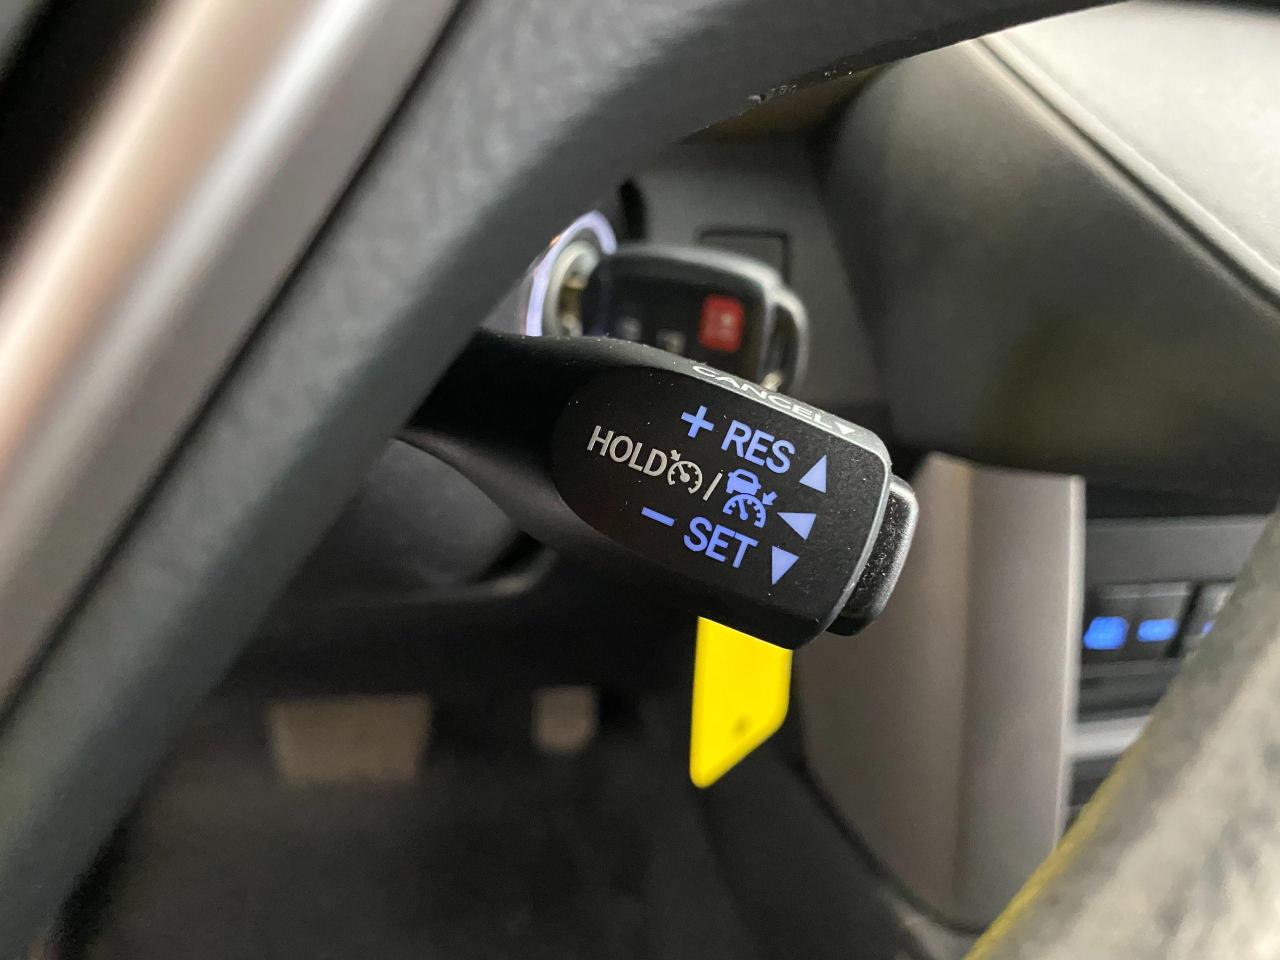 CANCEL
+ RES
HOLD /
- SET